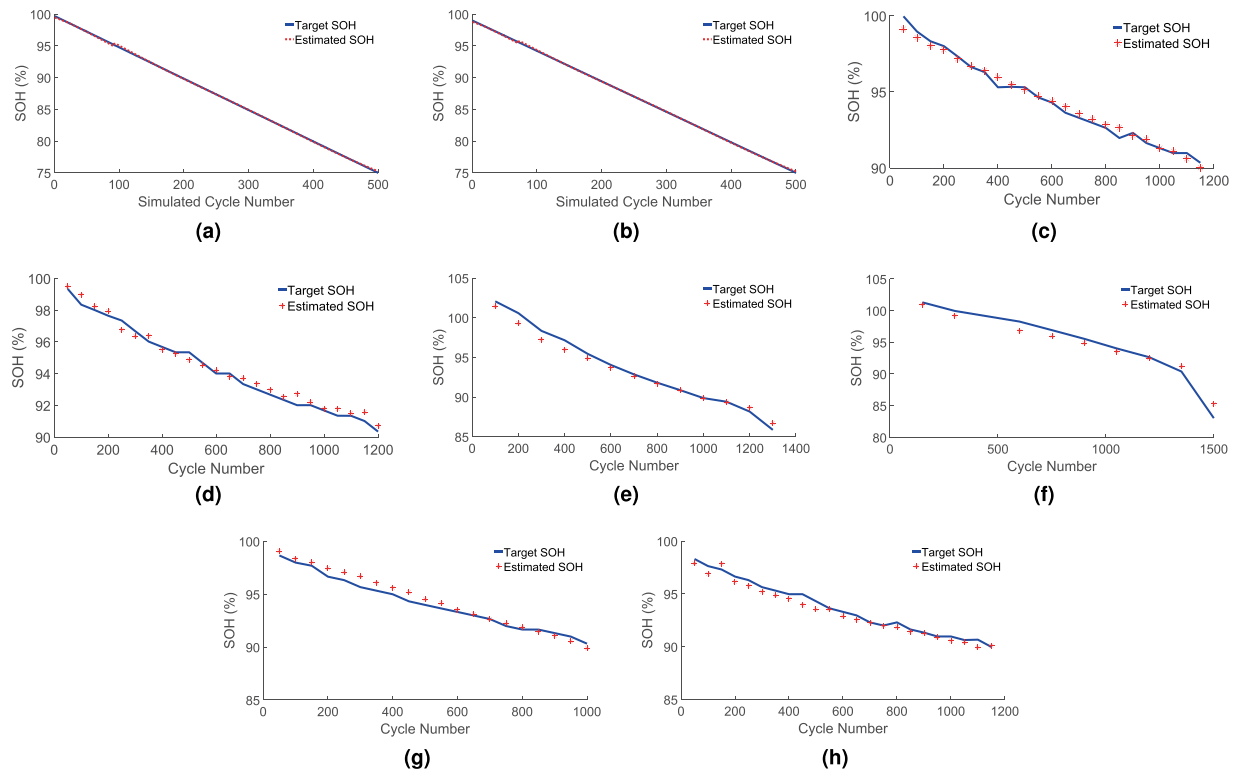 100
95
90
85
80
75
0
100
200
300
400
500
SOH (%)
Simulated Cycle Number
Target SOH
Estimated SOH
(a)
100
95
90
85
80
75
0
100
200
300
400
500
SOH (%)
Simulated Cycle Number
Target SOH
Estimated SOH
(b)
100
95
90
0
200
400
600
800
1000
1200
SOH (%)
Cycle Number
Target SOH
Estimated SOH
(c)
100
98
96
94
92
90
0
200
400
600
800
1000
1200
SOH (%)
Cycle Number
Target SOH
Estimated SOH
(d)
105
100
95
90
85
200
400
600
800
1000
1200
1400
SOH (%)
Cycle Number
Target SOH
Estimated SOH
(e)
105
100
95
90
85
80
0
500
1000
1500
SOH (%)
Cycle Number
Target SOH
Estimated SOH
(f)
100
95
90
85
0
200
400
600
800
1000
SOH (%)
Cycle Number
Target SOH
Estimated SOH
(g)
100
95
90
85
0
200
400
600
800
1000
1200
SOH (%)
Cycle Number
Target SOH
Estimated SOH
(h)